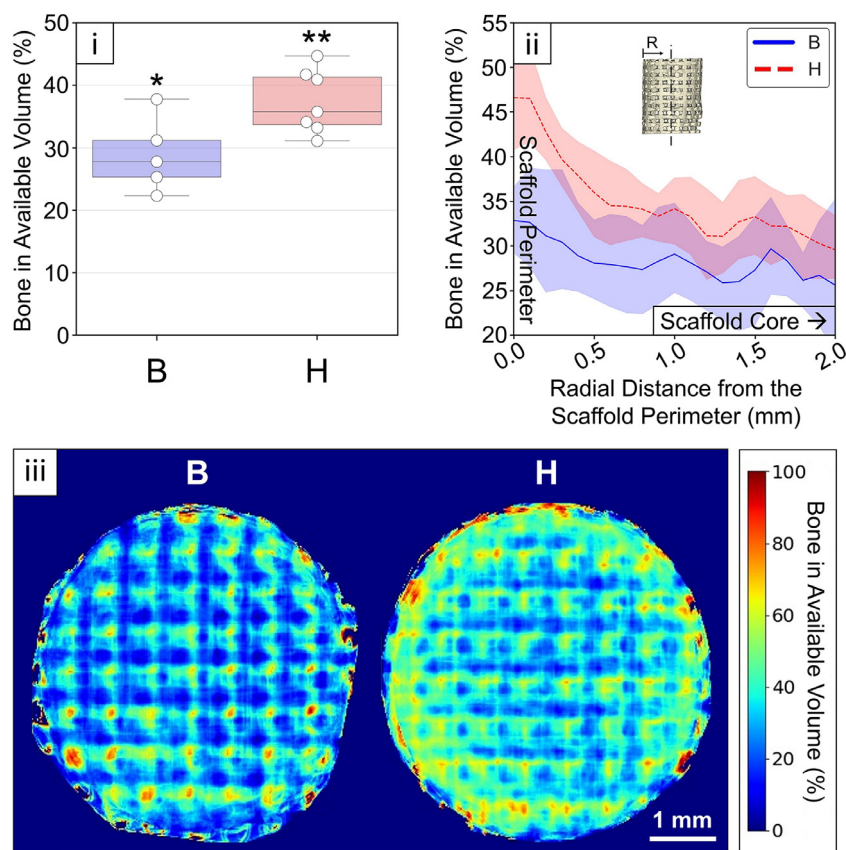 i
Bone in Available Volume (%)
50
40
30
20
10
0
*
**
B
H
ii
Bone in Available Volume (%)
55
50
45
40
35
30
25
20
R
B
H
Scaffold Perimeter
Scaffold Core →
0.0
0.5
1.0
1.5
2.0
Radial Distance from the
Scaffold Perimeter (mm)
iii
B
H
1 mm
100
80
60
40
20
0
Bone in Available Volume (%)